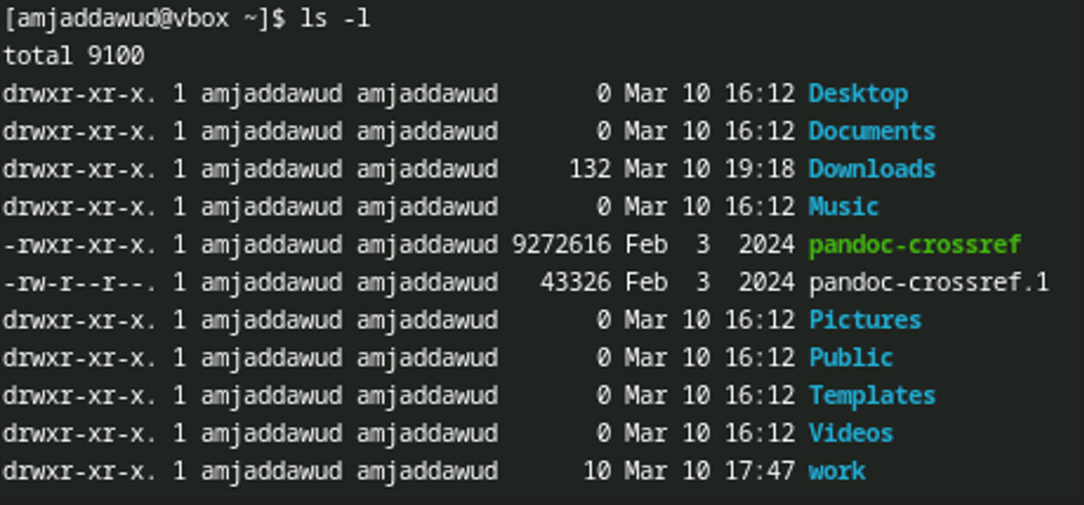 [amjaddawud@vbox ~]$ ls -l
total 9100
drwxr-xr-x. 1 amjaddawud amjaddawud       0 Mar 10 16:12 Desktop
drwxr-xr-x. 1 amjaddawud amjaddawud       0 Mar 10 16:12 Documents
drwxr-xr-x. 1 amjaddawud amjaddawud     132 Mar 10 19:18 Downloads
drwxr-xr-x. 1 amjaddawud amjaddawud       0 Mar 10 16:12 Music
-rwxr-xr-x. 1 amjaddawud amjaddawud 9272616 Feb  3  2024 pandoc-crossref
-rw-r--r--. 1 amjaddawud amjaddawud   43326 Feb  3  2024 pandoc-crossref.1
drwxr-xr-x. 1 amjaddawud amjaddawud       0 Mar 10 16:12 Pictures
drwxr-xr-x. 1 amjaddawud amjaddawud       0 Mar 10 16:12 Public
drwxr-xr-x. 1 amjaddawud amjaddawud       0 Mar 10 16:12 Templates
drwxr-xr-x. 1 amjaddawud amjaddawud       0 Mar 10 16:12 Videos
drwxr-xr-x. 1 amjaddawud amjaddawud      10 Mar 10 17:47 work